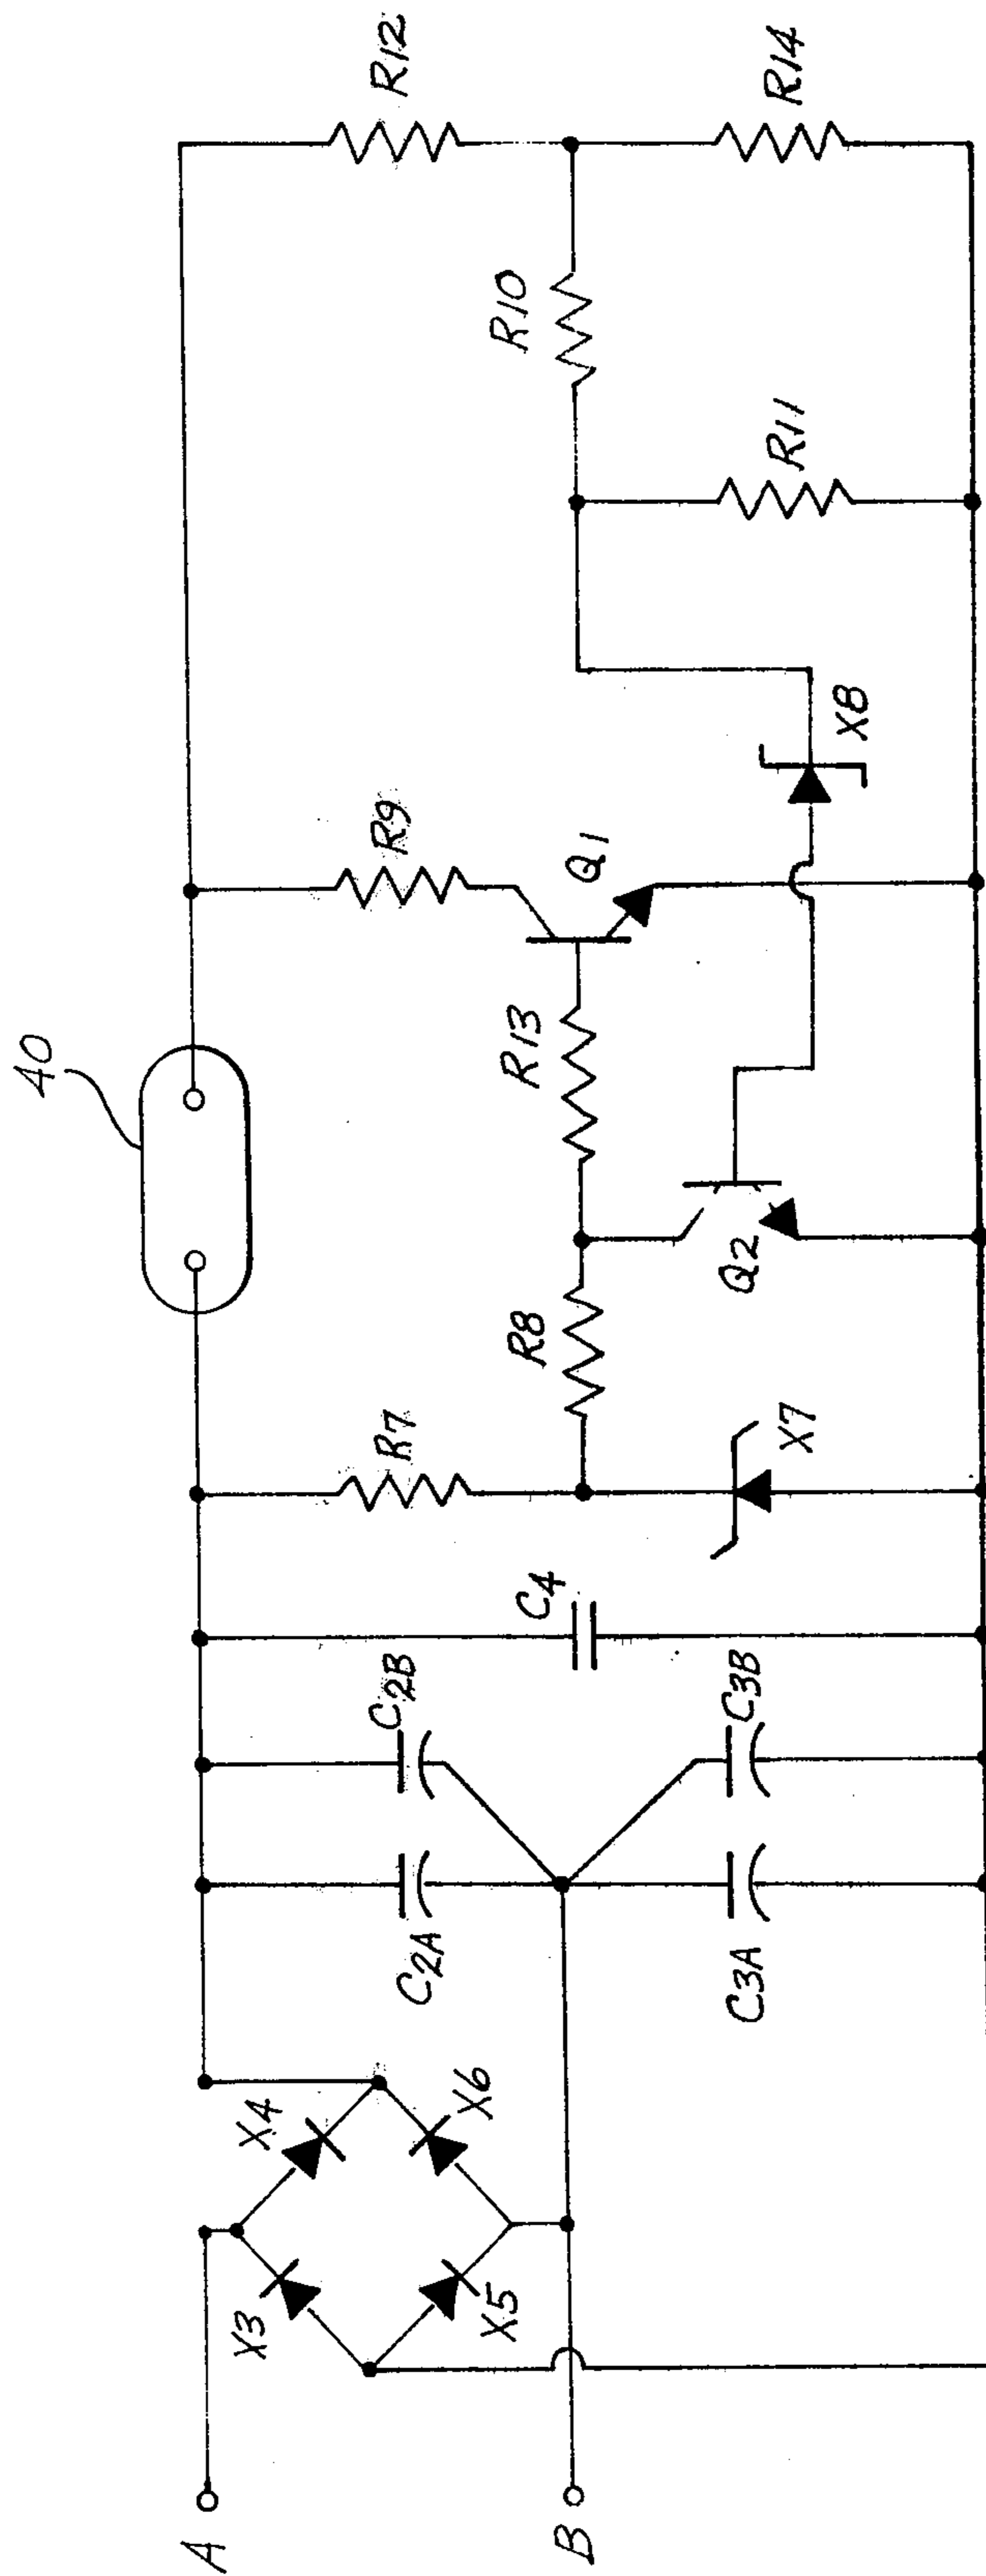 40
R12
R9
R10
R14
R7
R8
R13
Q1
R11
Q2
X8
X7
C4
C2B
C3B
C2A
C3A
X4
X6
X3
X5
A
B